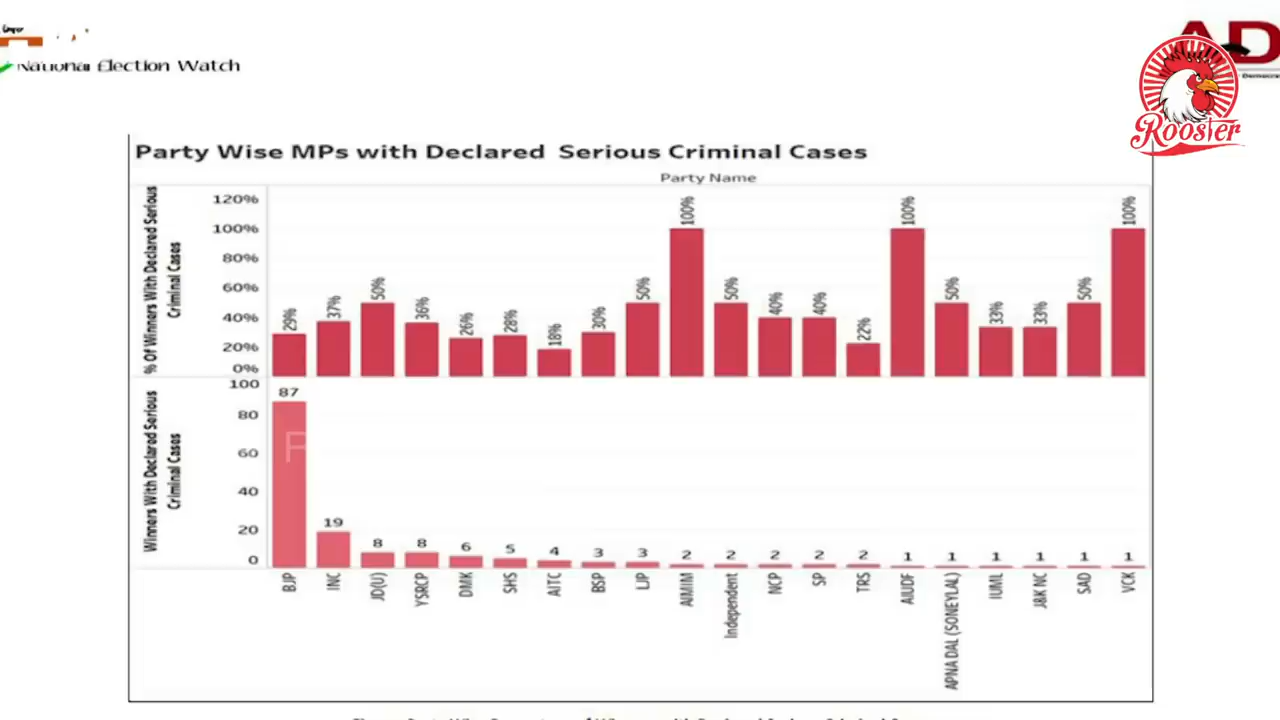 National Election Watch
AD
Rooster
Party Wise MPs with Declared Serious Criminal Cases
Party Name
% Of Winners With Declared Serious
Criminal Cases
120%
100%
80%
60%
40%
20%
0%
29%
37%
50%
36%
26%
28%
18%
30%
50%
100%
50%
40%
40%
22%
100%
50%
33%
33%
50%
100%
Winners With Declared Serious
Criminal Cases
100
80
60
40
20
0
87
19
8
8
6
5
4
3
3
2
2
2
2
2
1
1
1
1
1
1
BJP
INC
JD(U)
YSRCP
DMK
SHS
AITC
BSP
LJP
AIMIM
Independent
NCP
SP
TRS
AIUDF
APNA DAL (SONEYLAL)
IUML
J&K NC
SAD
VCK